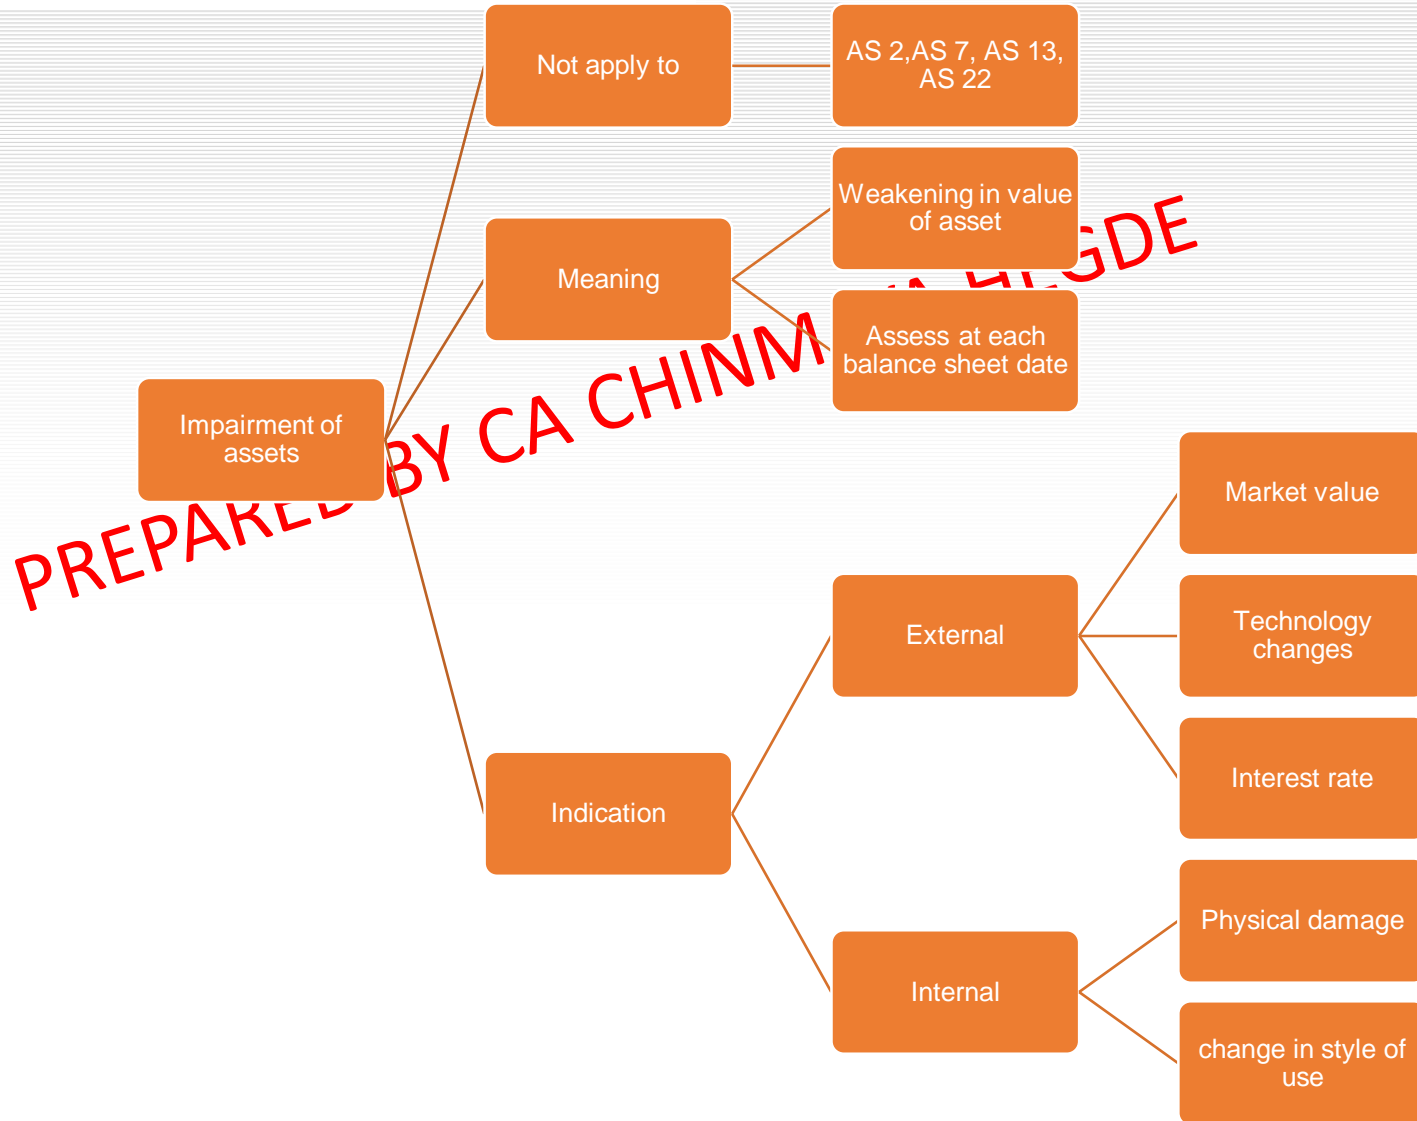 Not apply to
AS 2,AS 7, AS 13,
AS 22
Weakening in value
of asset
Meaning
Assess at each
balance sheet date
Impairment of
assets
PREPARED BY CA CHINM HEGDE
Market value
External
Technology
changes
Interest rate
Indication
Physical damage
Internal
change in style of
use